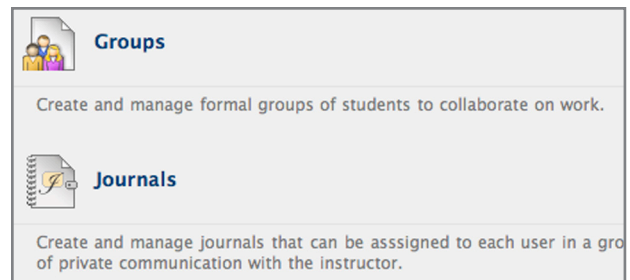 Groups
Create and manage formal groups of students to collaborate on work.
Journals
Create and manage journals that can be asssigned to each user in a gro
of private communication with the instructor.